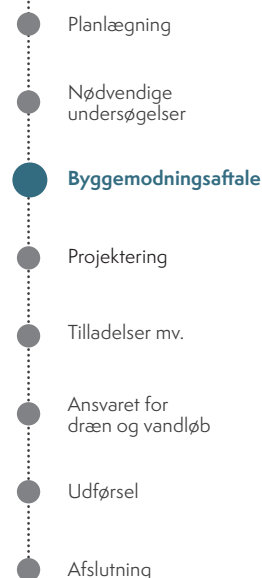 Planlægning
Nødvendige
undersøgelser
Byggemodningsaftale
Projektering
Tilladelser mv.
Ansvaret for
dræn og vandløb
Udførsel
Afslutning